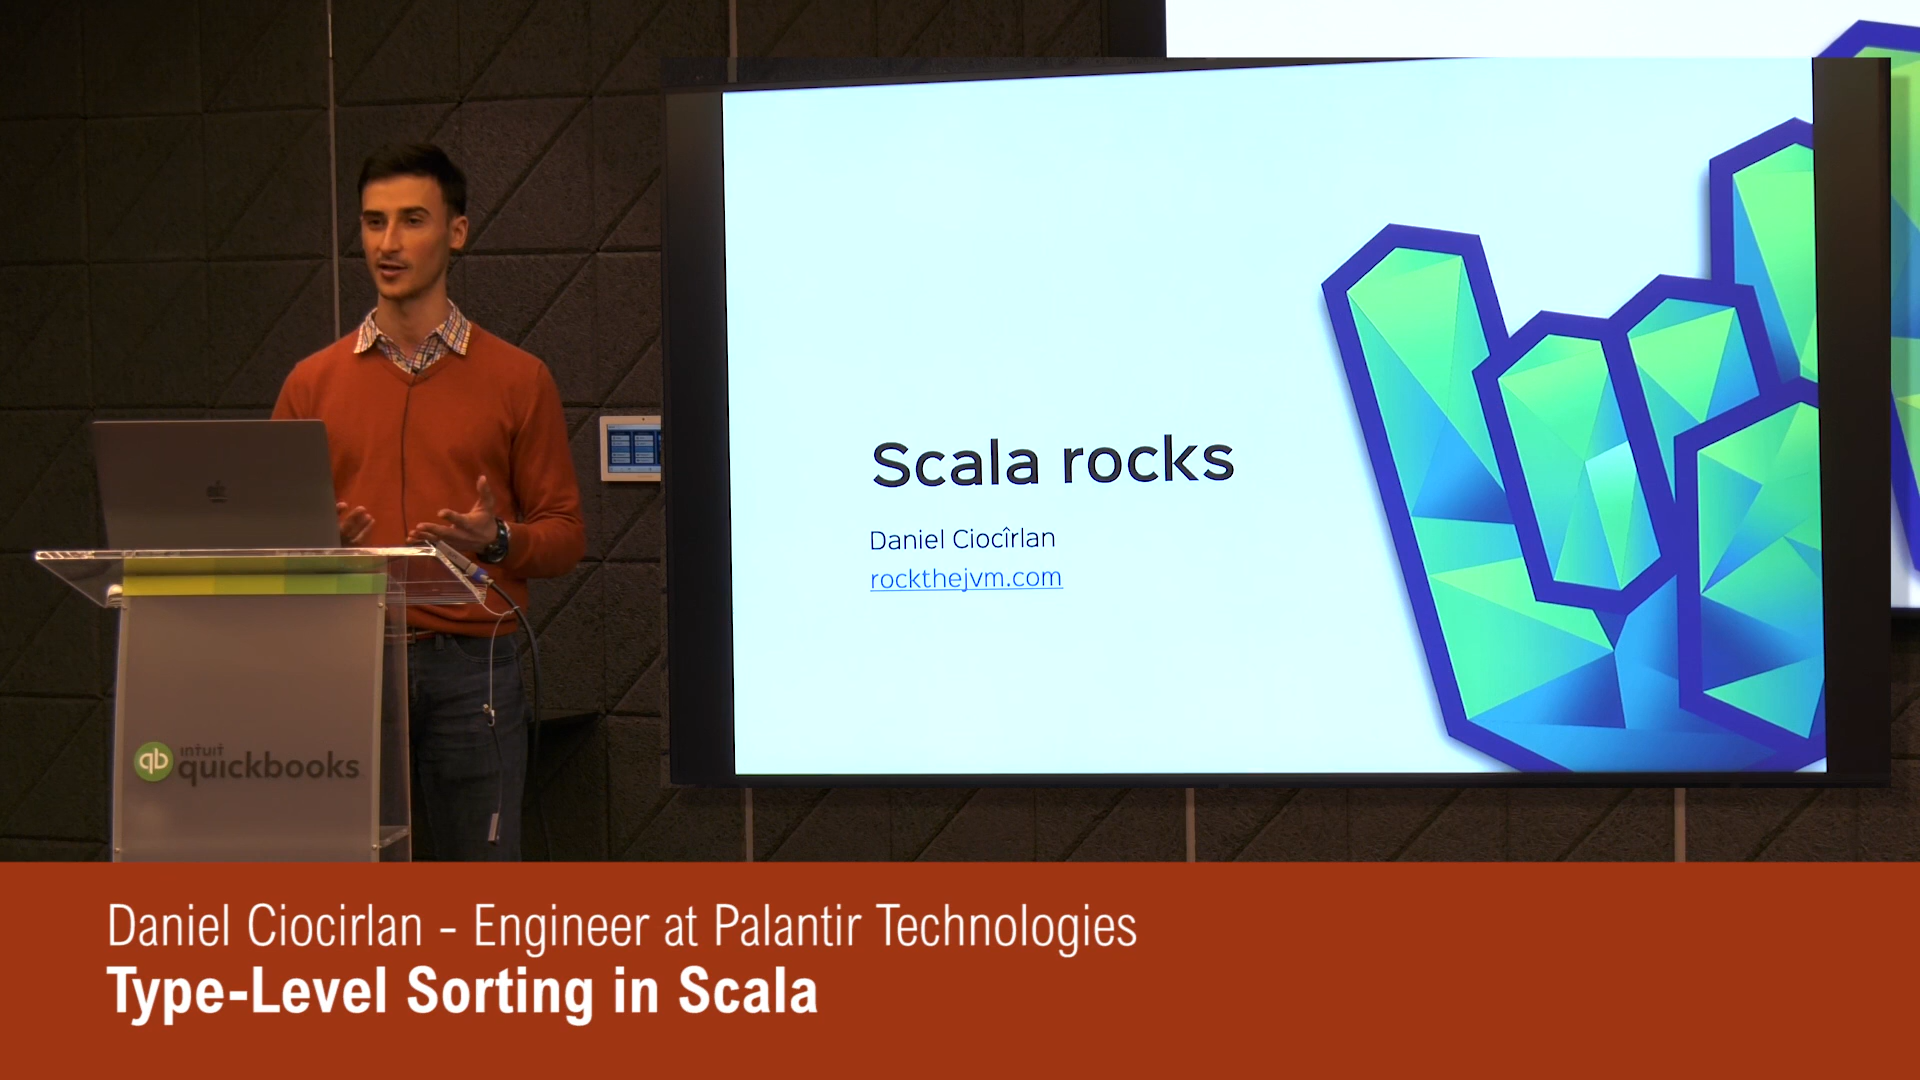 Scala rocks
Daniel Ciocîrlan
rockthejvm.com
qb intuit
quickbooks
Daniel Ciocirlan - Engineer at Palantir Technologies
Type-Level Sorting in Scala